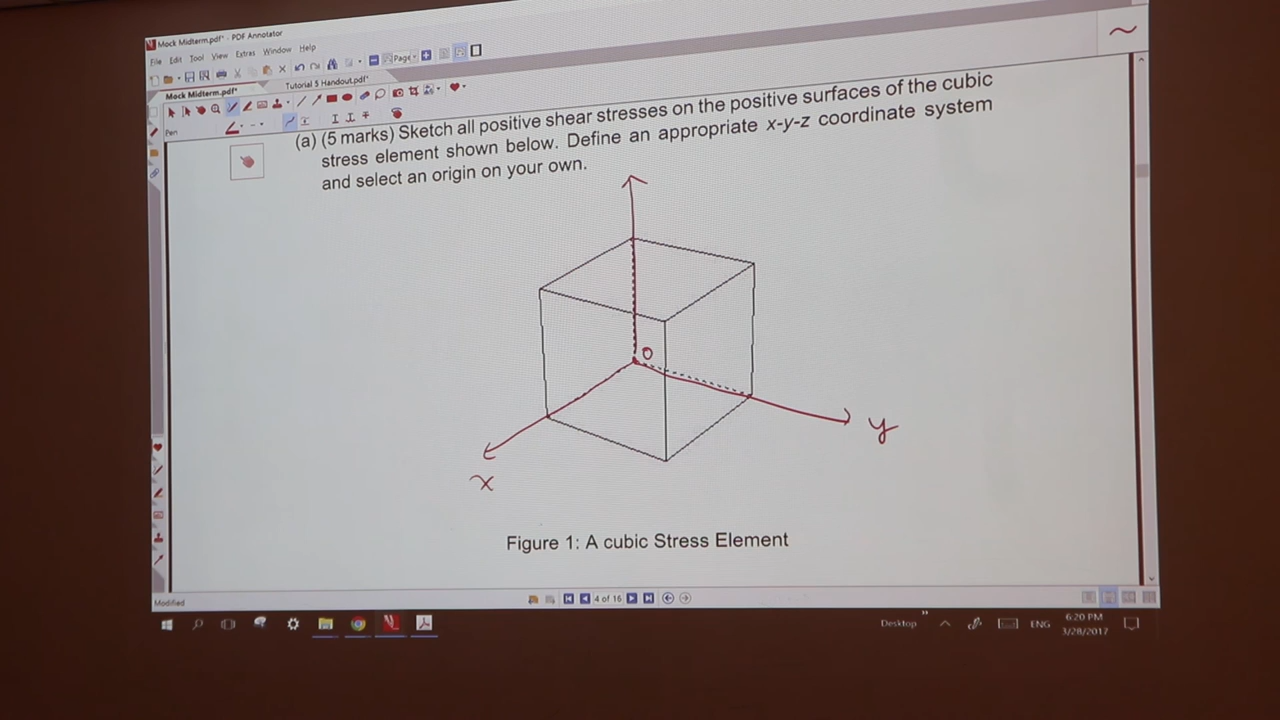 Mock Midterm.pdf* - PDF Annotator
File Edit Tool View Extras Window Help
Page
Mock Midterm.pdf* Tutorial 5 Handout.pdf*
Pen
(a) (5 marks) Sketch all positive shear stresses on the positive surfaces of the cubic
stress element shown below. Define an appropriate x-y-z coordinate system
and select an origin on your own.
O
y
x
Figure 1: A cubic Stress Element
Modified
4 of 16
Desktop
ENG
6:20 PM
3/28/2017